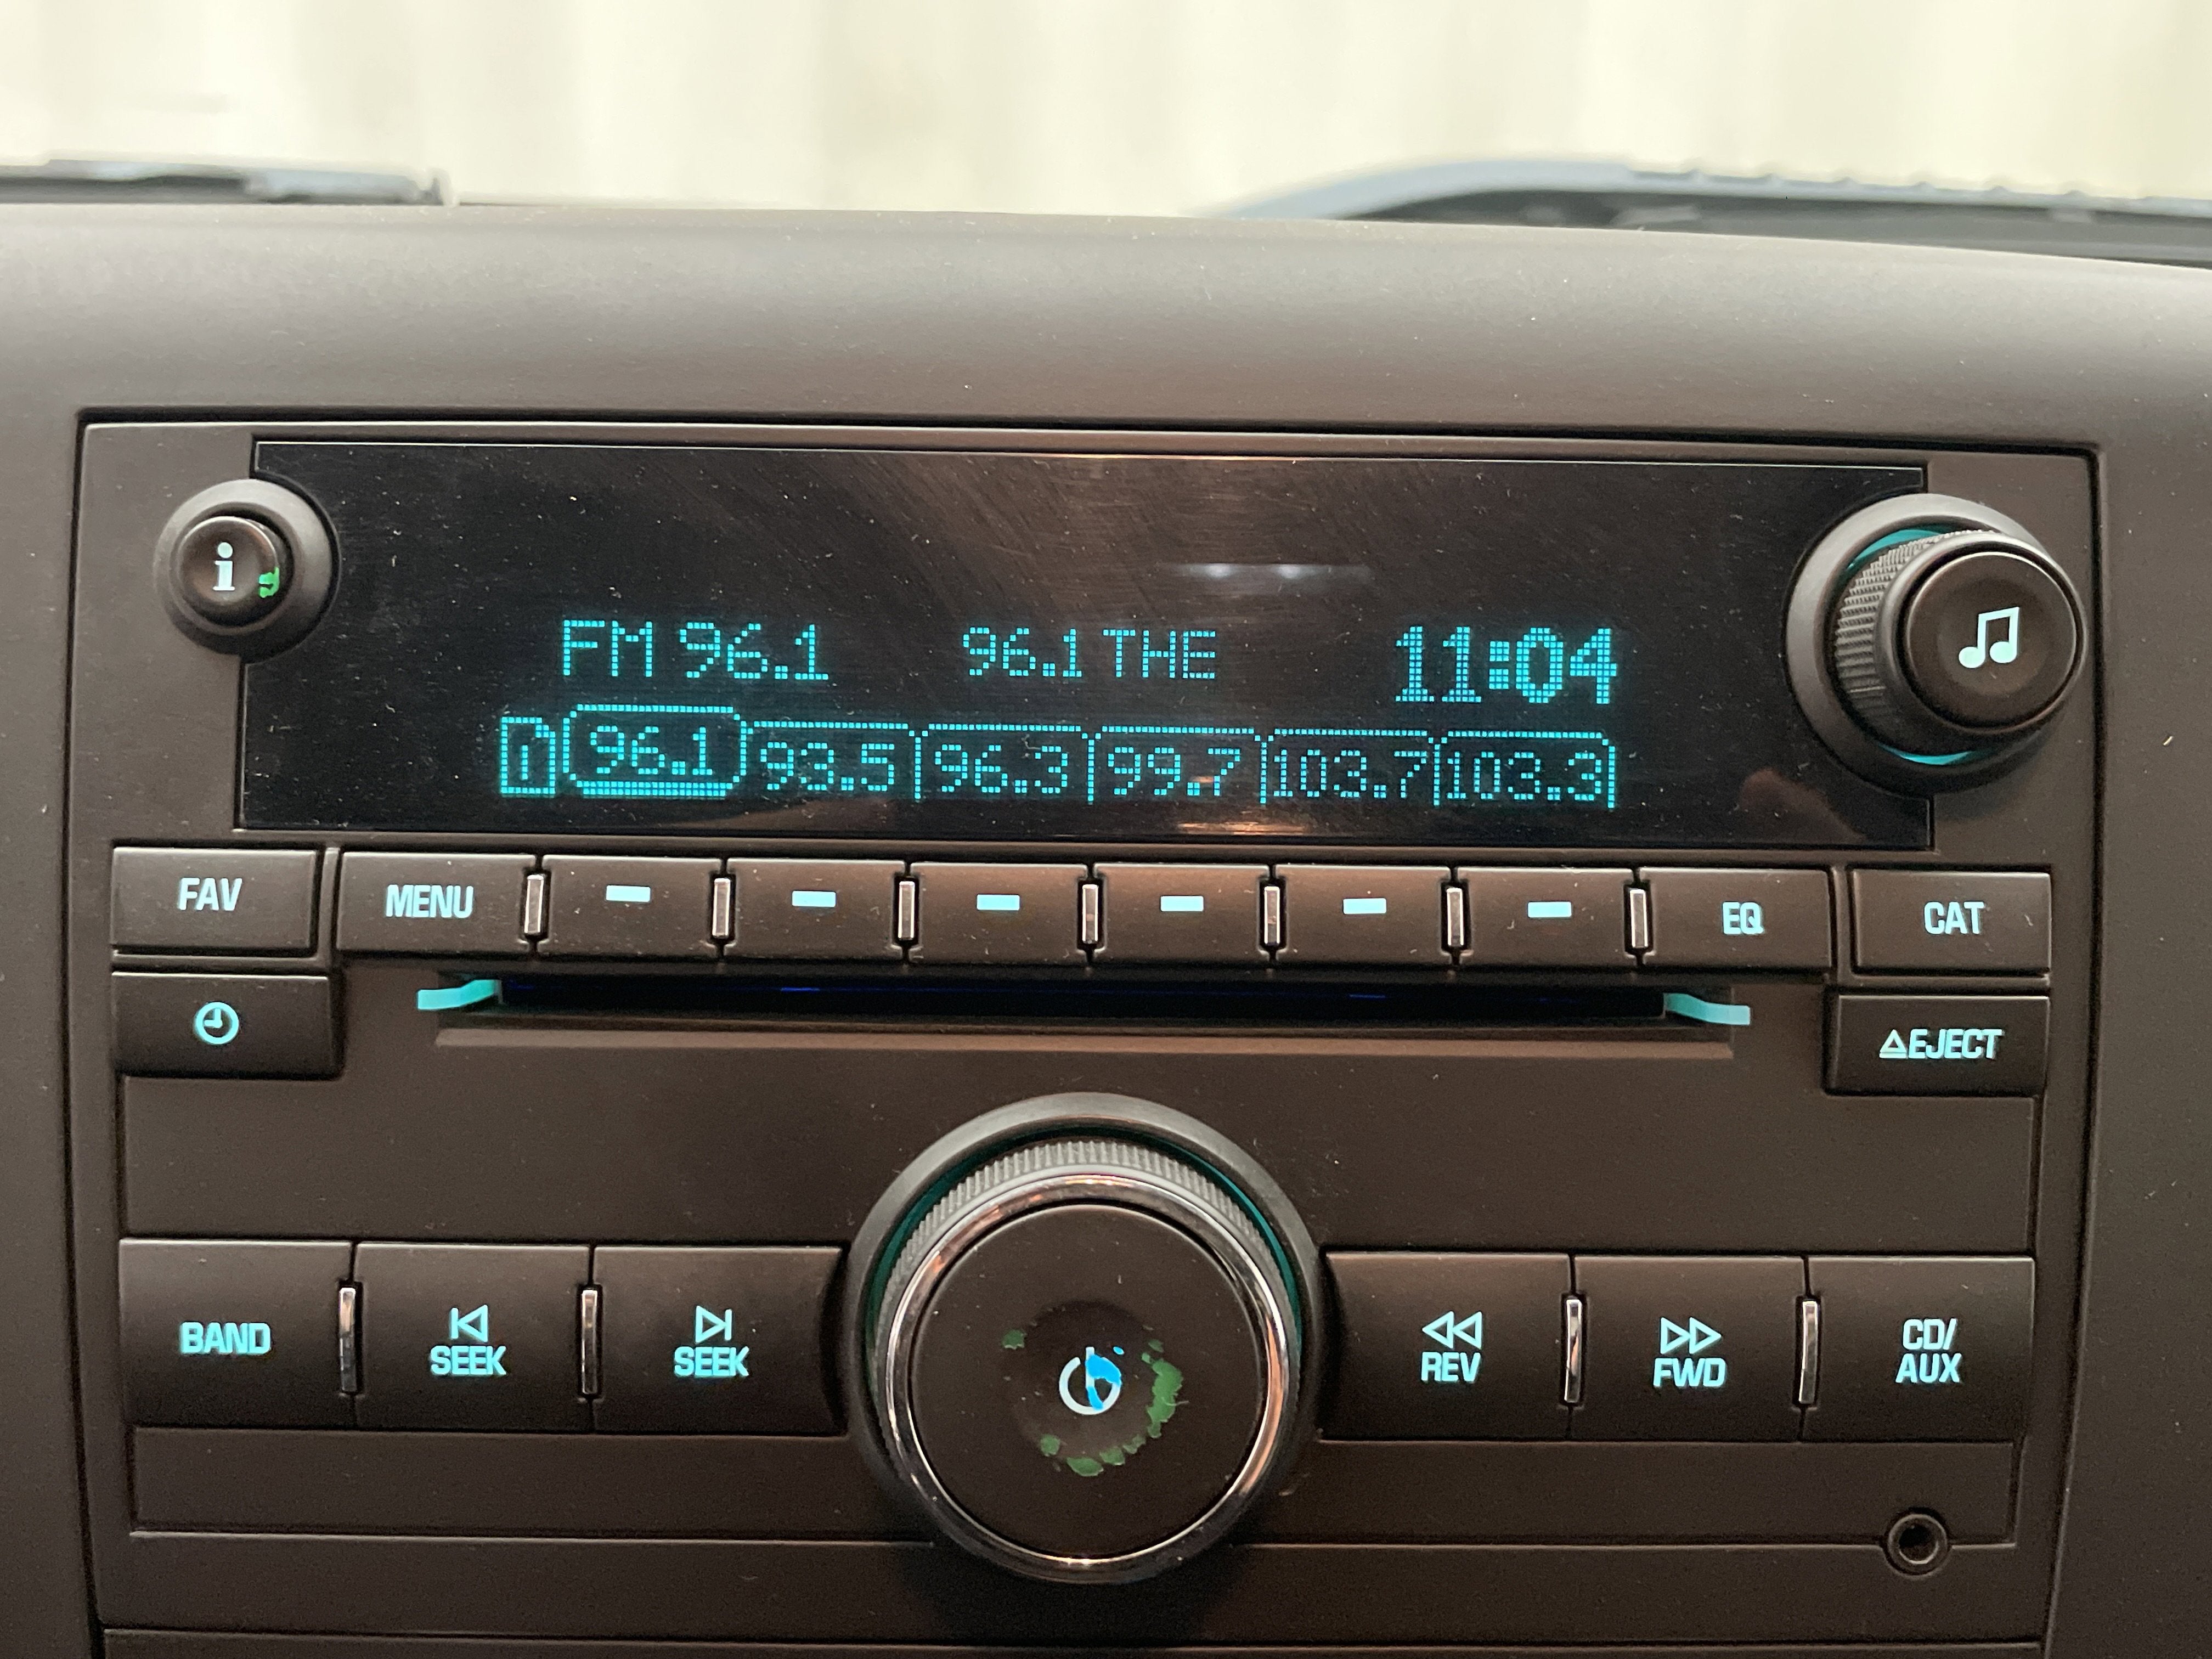 i
FM 96.1 96.1 THE 11:04
1 96.1 93.5 96.3 99.7 103.7 103.3
FAV MENU EQ CAT
EJECT
BAND SEEK SEEK REV FWD CD/
AUX